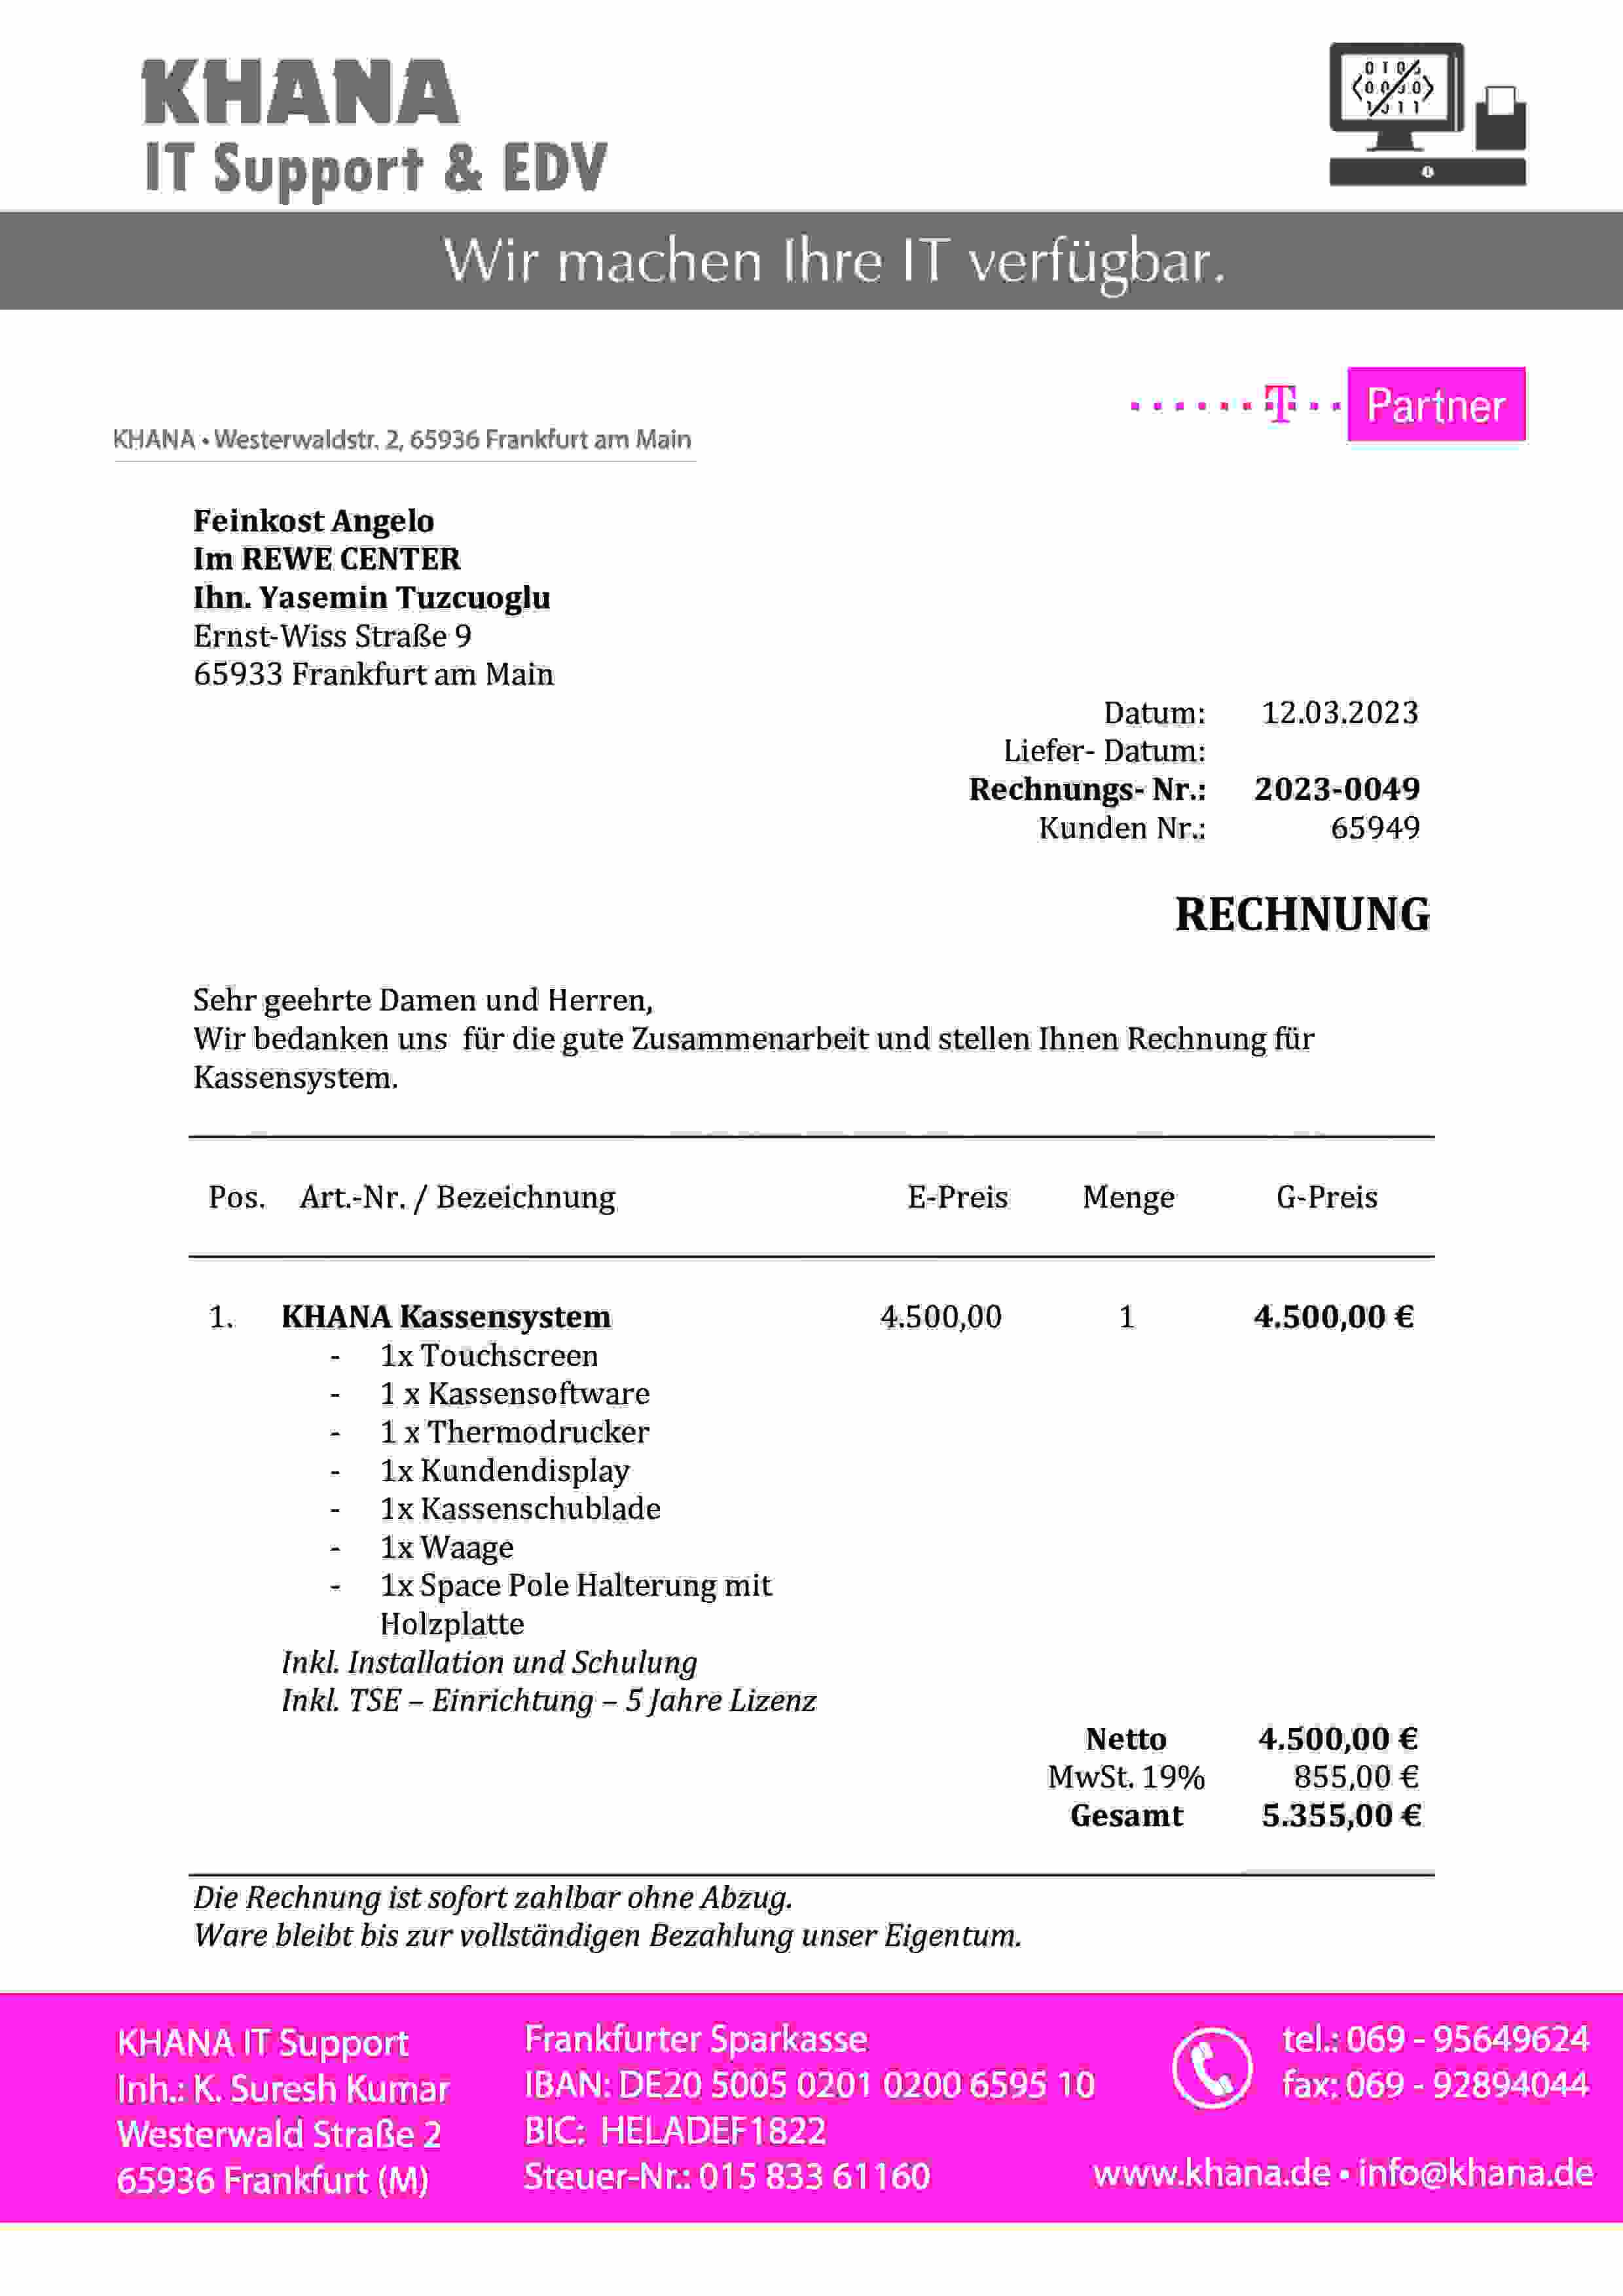 KHANA
IT Support & EDV
Wir machen Ihre IT verfügbar.
T Partner
KHANA • Westerwaldstr. 2, 65936 Frankfurt am Main
Feinkost Angelo
Im REWE CENTER
Ihn. Yasemin Tuzcuoglu
Ernst-Wiss Straße 9
65933 Frankfurt am Main
Datum: 12.03.2023
Liefer- Datum:
Rechnungs- Nr.: 2023-0049
Kunden Nr.: 65949
RECHNUNG
Sehr geehrte Damen und Herren,
Wir bedanken uns für die gute Zusammenarbeit und stellen Ihnen Rechnung für
Kassensystem.
Pos. Art.-Nr. / Bezeichnung E-Preis Menge G-Preis
1. KHANA Kassensystem 4.500,00 1 4.500,00 €
- 1x Touchscreen
- 1 x Kassensoftware
- 1 x Thermodrucker
- 1x Kundendisplay
- 1x Kassenschublade
- 1x Waage
- 1x Space Pole Halterung mit
Holzplatte
Inkl. Installation und Schulung
Inkl. TSE – Einrichtung – 5 Jahre Lizenz
Netto 4.500,00 €
MwSt. 19% 855,00 €
Gesamt 5.355,00 €
Die Rechnung ist sofort zahlbar ohne Abzug.
Ware bleibt bis zur vollständigen Bezahlung unser Eigentum.
KHANA IT Support
Inh.: K. Suresh Kumar
Westerwald Straße 2
65936 Frankfurt (M)
Frankfurter Sparkasse
IBAN: DE20 5005 0201 0200 6595 10
BIC: HELADEF1822
Steuer-Nr.: 015 833 61160
tel.: 069 - 95649624
fax: 069 - 92894044
www.khana.de • info@khana.de